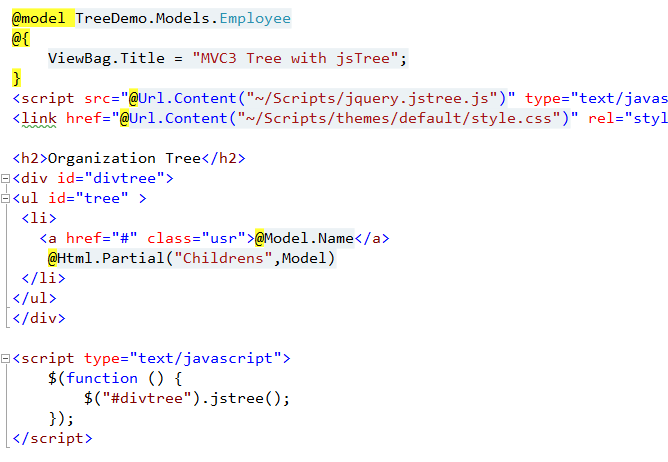 @model TreeDemo.Models.Employee
@{
    ViewBag.Title = "MVC3 Tree with jsTree";
}
<script src="@Url.Content("~/Scripts/jquery.jstree.js")" type="text/javas
<link href="@Url.Content("~/Scripts/themes/default/style.css")" rel="styl

<h2>Organization Tree</h2>
<div id="divtree">
<ul id="tree" >
 <li>
   <a href="#" class="usr">@Model.Name</a>
    @Html.Partial("Childrens",Model)
 </li>
</ul>
</div>

<script type="text/javascript">
    $(function () {
        $("#divtree").jstree();
    });
</script>